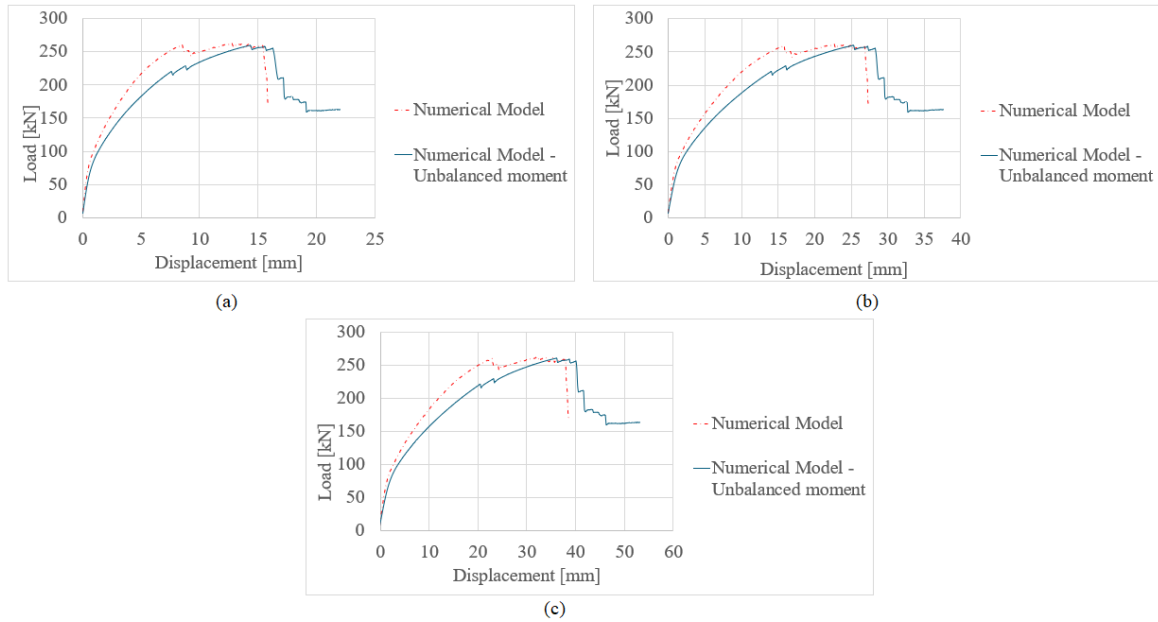 300
250
200
150
100
50
0
Load [kN]
0 5 10 15 20 25
Displacement [mm]
Numerical Model
Numerical Model -
Unbalanced moment
(a)
300
250
200
150
100
50
0
Load [kN]
0 5 10 15 20 25 30 35 40
Displacement [mm]
Numerical Model
Numerical Model -
Unbalanced moment
(b)
300
250
200
150
100
50
0
Load [kN]
0 10 20 30 40 50 60
Displacement [mm]
Numerical Model
Numerical Model -
Unbalanced moment
(c)